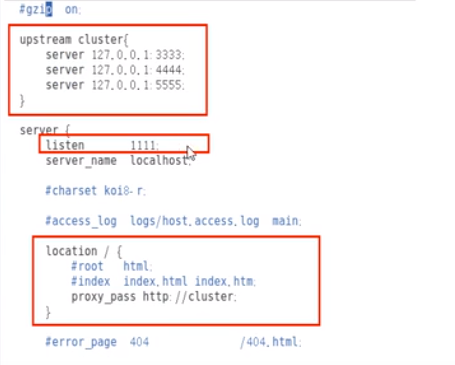 #gzip on;
upstream cluster{
server 127.0.0.1:3333;
server 127.0.0.1:4444;
server 127.0.0.1:5555;
}
server {
listen 1111;
server_name localhost;
#charset koi8-r;
#access_log logs/host.access.log main;
location / {
#root html;
#index index.html index.htm;
proxy_pass http://cluster;
}
#error_page 404 /404.html;